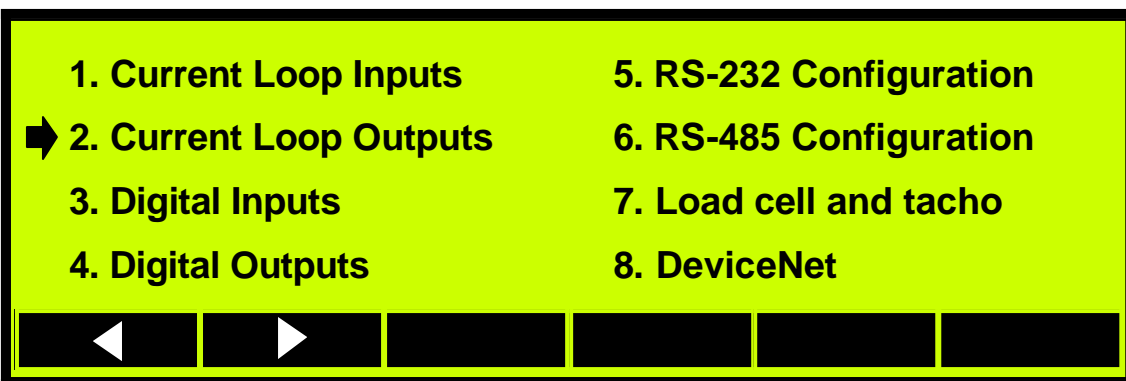 1. Current Loop Inputs
2. Current Loop Outputs
3. Digital Inputs
4. Digital Outputs
5. RS-232 Configuration
6. RS-485 Configuration
7. Load cell and tacho
8. DeviceNet